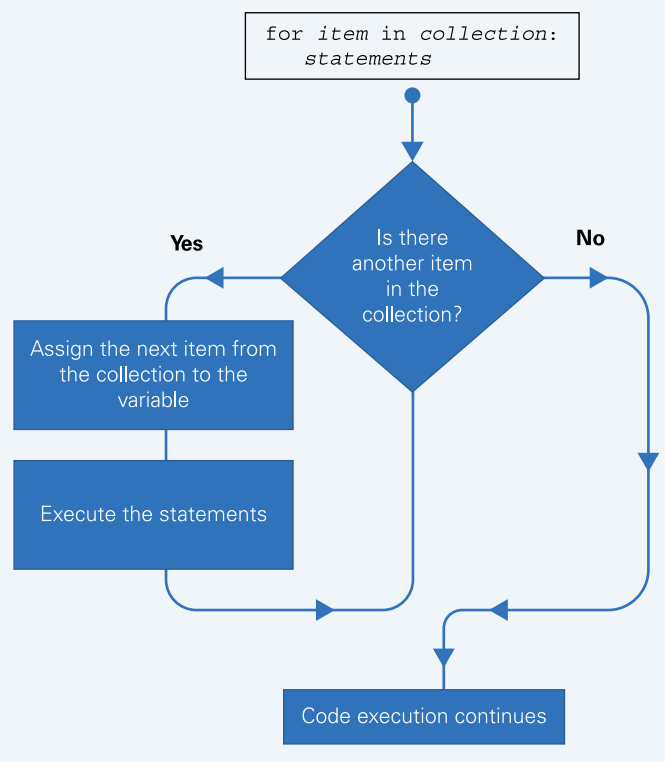 for item in collection:
statements
Is there
another item
in the
collection?
Yes
No
Assign the next item from
the collection to the
variable
Execute the statements
Code execution continues